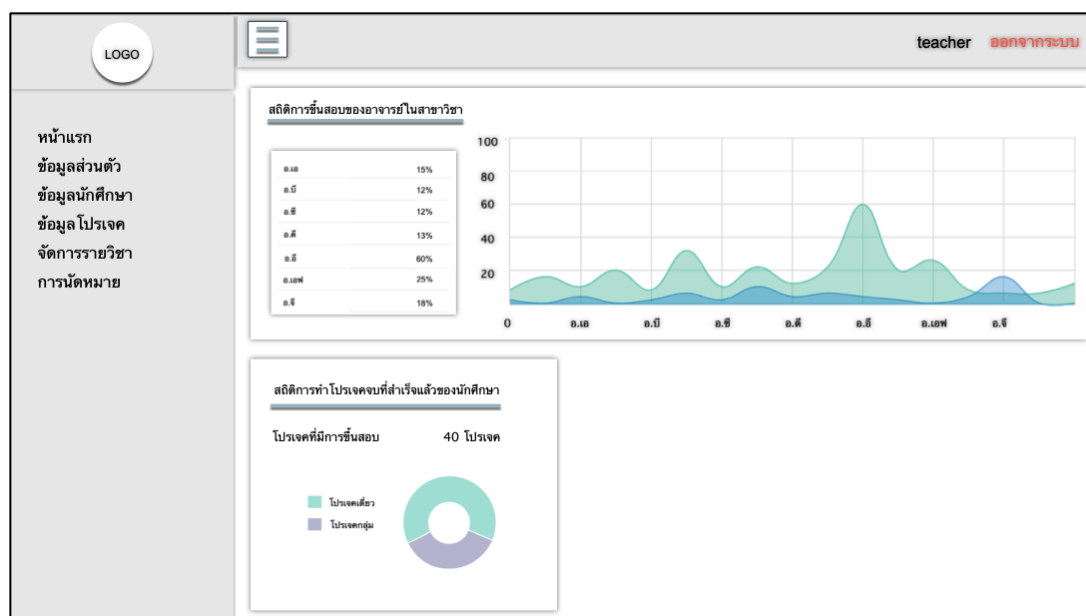 LOGO
teacher ออกจากระบบ
หน้าแรก
ข้อมูลส่วนตัว
ข้อมูลนักศึกษา
ข้อมูลโปรเจค
จัดการรายวิชา
การนัดหมาย
สถิติการขึ้นสอบของอาจารย์ในสาขาวิชา
อ.เอ 15%
อ.บี 12%
อ.ซี 12%
อ.ดี 13%
อ.อี 60%
อ.เอฟ 25%
อ.จี 18%
100
80
60
40
20
0 อ.เอ อ.บี อ.ซี อ.ดี อ.อี อ.เอฟ อ.จี
สถิติการทำโปรเจคจบที่สำเร็จแล้วของนักศึกษา
โปรเจคที่มีการขึ้นสอบ 40 โปรเจค
โปรเจคเดี่ยว
โปรเจคกลุ่ม